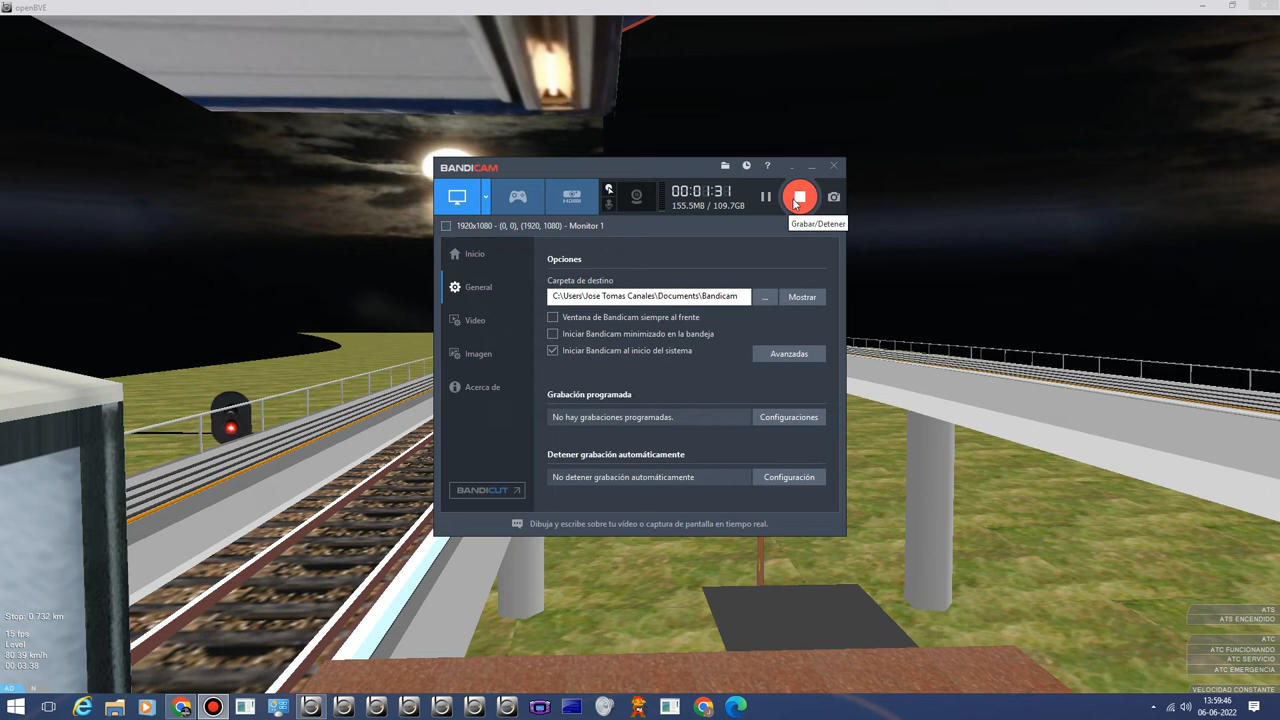 openBVE
BANDICAM
?
HDMI
00:01:31
155.5MB / 109.7GB
Grabar/Detener
1920x1080 - (0, 0), (1920, 1080) - Monitor 1
Inicio
General
Video
Imagen
Acerca de
BANDICUT
Opciones
Carpeta de destino
C:\Users\Jose Tomas Canales\Documents\Bandicam
...
Mostrar
Ventana de Bandicam siempre al frente
Iniciar Bandicam minimizado en la bandeja
Iniciar Bandicam al inicio del sistema
Avanzadas
Grabación programada
No hay grabaciones programadas.
Configuraciones
Detener grabación automáticamente
No detener grabación automáticamente
Configuración
Dibuja y escribe sobre tu vídeo o captura de pantalla en tiempo real.
Stop: 0.732 km
15 fps
Level
80.39 km/h
00:03:38
AD
N
ATS
ATS ENCENDIDO
ATC
ATC FUNCIONANDO
ATC SERVICIO
ATC EMERGENCIA
VELOCIDAD CONSTANTE
13:59:46
06-06-2022